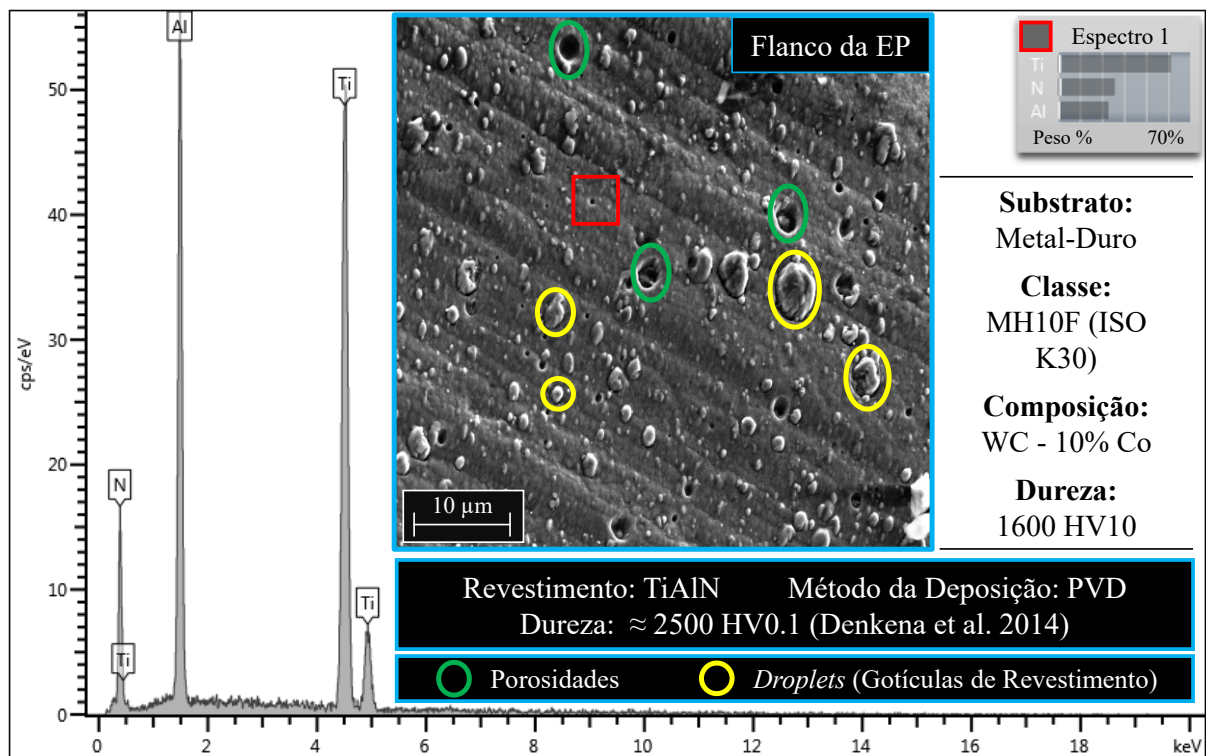 Al
Ti
N
Ti
Ti
cps/eV
50
40
30
20
10
0
0
2
4
6
8
10
12
14
16
18
keV
Flanco da EP
10 µm
Espectro 1
Ti
N
Al
Peso %
70%
Substrato:
Metal-Duro
Classe:
MH10F (ISO
K30)
Composição:
WC - 10% Co
Dureza:
1600 HV10
Revestimento: TiAlN Método da Deposição: PVD
Dureza: ≈ 2500 HV0.1 (Denkena et al. 2014)
Porosidades
Droplets (Gotículas de Revestimento)